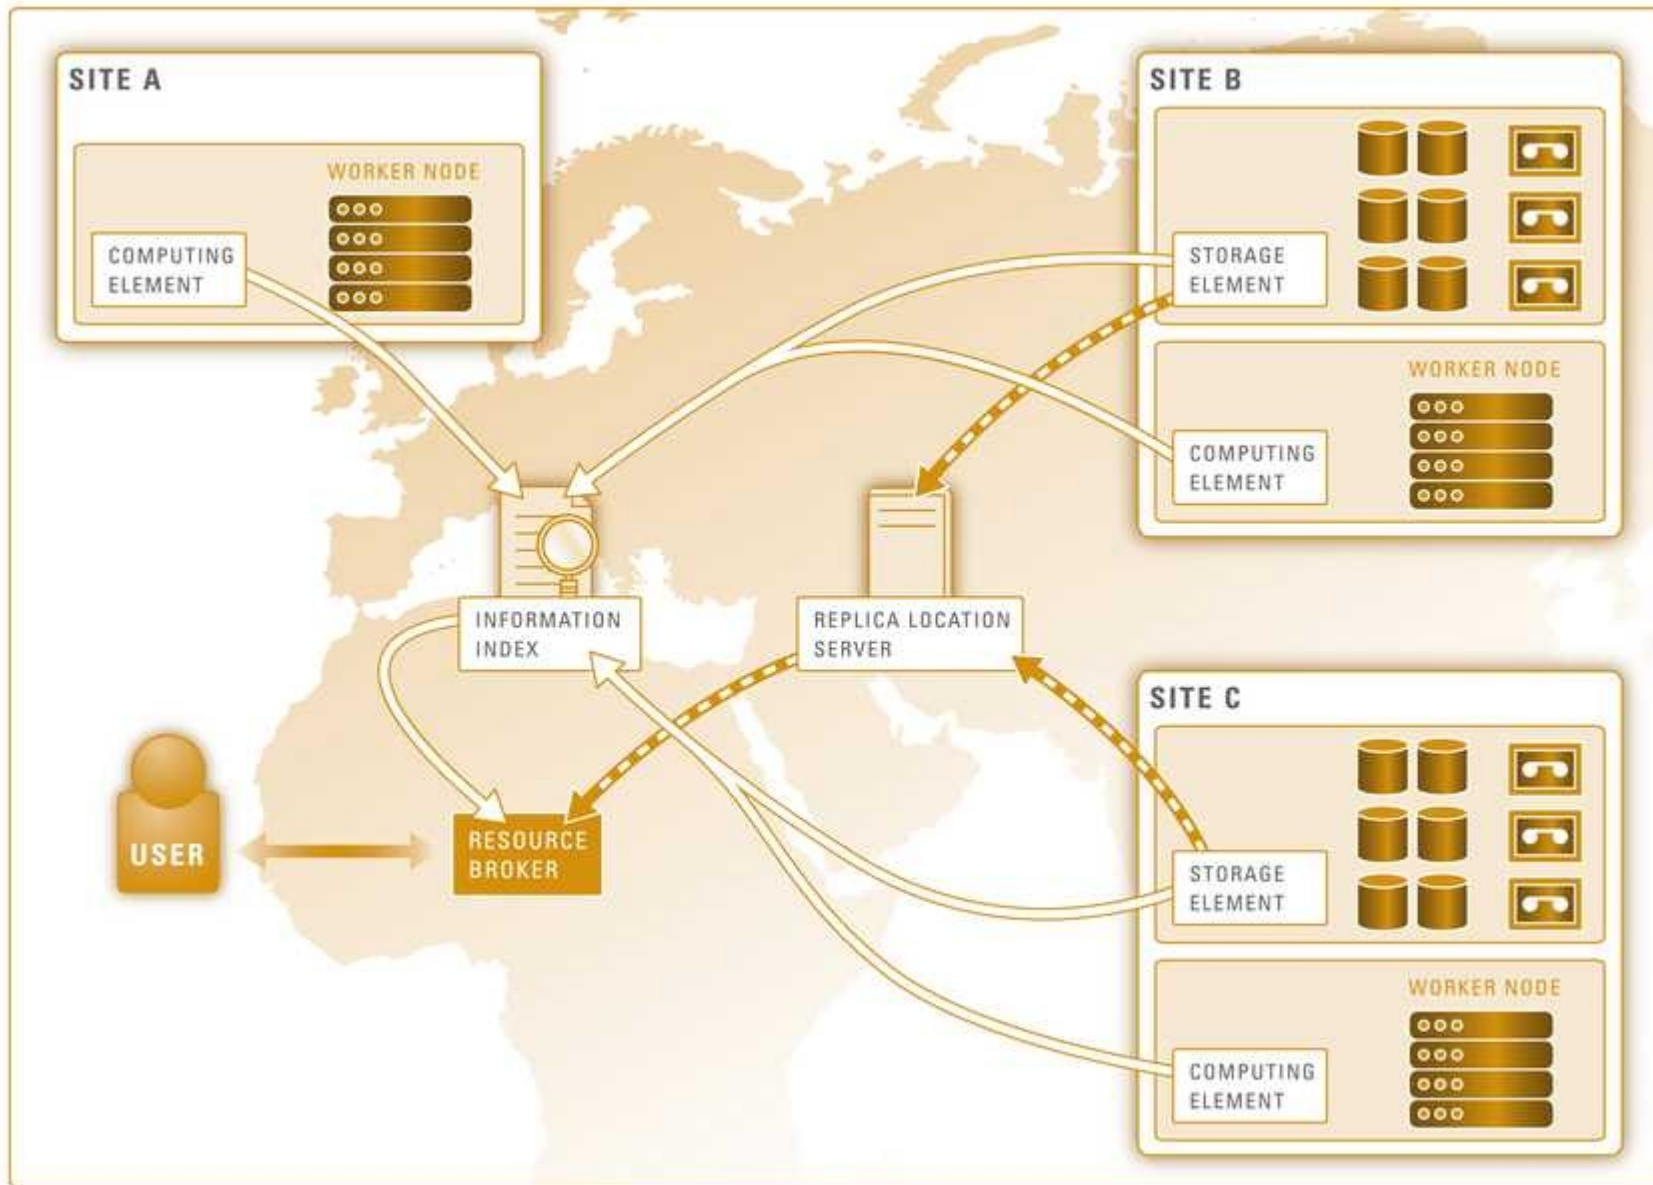 SITE A
WORKER NODE
COMPUTING
ELEMENT
SITE B
STORAGE
ELEMENT
WORKER NODE
COMPUTING
ELEMENT
INFORMATION
INDEX
REPLICA LOCATION
SERVER
USER
RESOURCE
BROKER
SITE C
STORAGE
ELEMENT
WORKER NODE
COMPUTING
ELEMENT